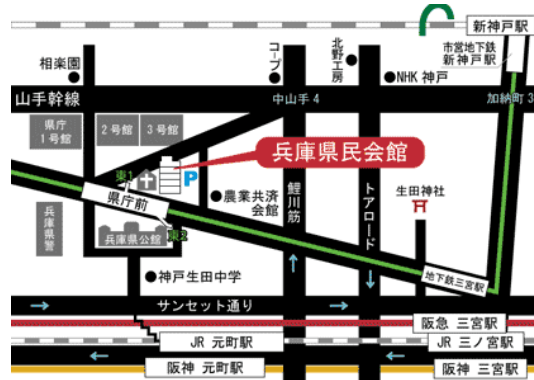 新神戸駅
市営地下鉄
新神戸駅
相楽園
コープ
北野工房
NHK 神戸
山手幹線
中山手 4
加納町 3
県庁
1 号館
2 号館
3 号館
兵庫県民会館
東1
P
県庁前
農業共済
会館
鯉川筋
トアロード
生田神社
兵庫県警
兵庫県公館
東2
神戸生田中学
地下鉄三宮駅
サンセット通り
阪急 三宮駅
JR 元町駅
JR 三ノ宮駅
阪神 元町駅
阪神 三宮駅